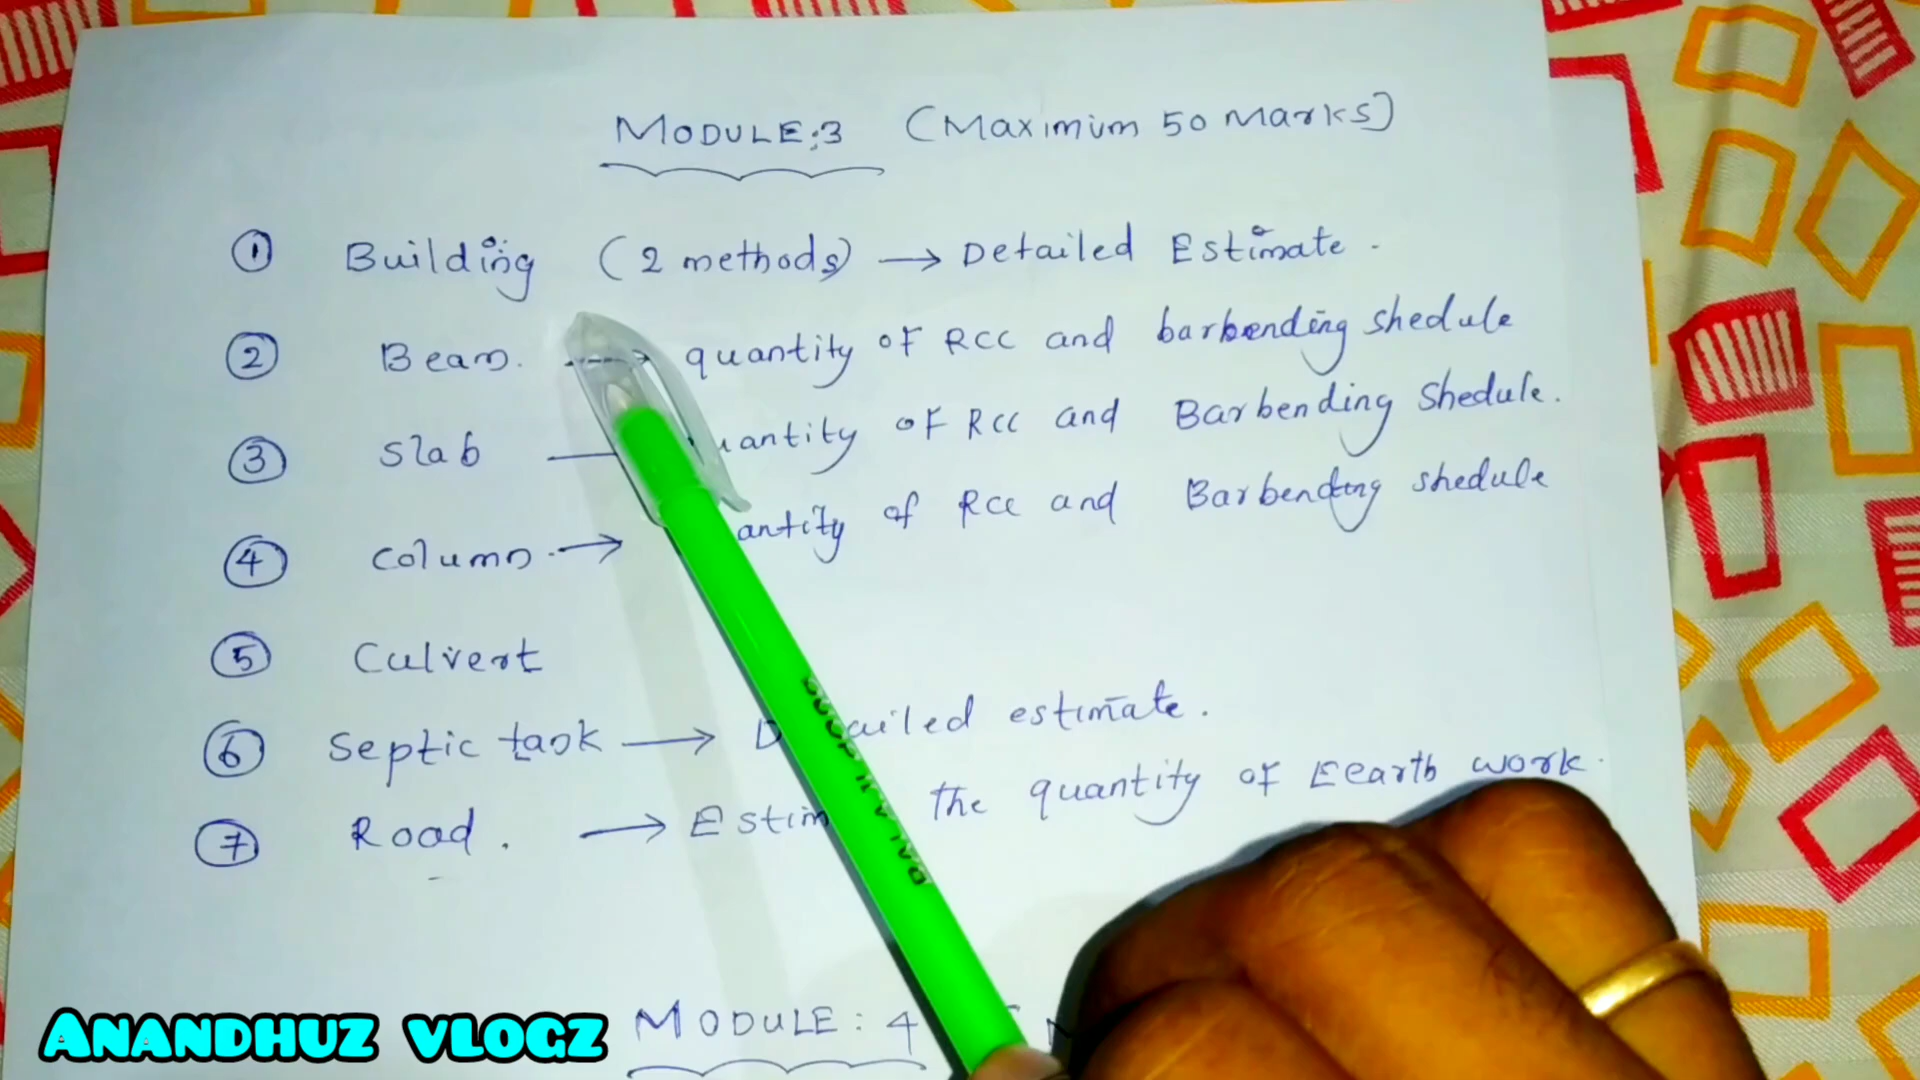 MODULE:3 (Maximum 50 Marks)
① Building (2 methods) → Detailed Estimate.
② Beam. → quantity of RCC and barbending shedule
③ Slab — uantity of RCC and Barbending Shedule.
④ Column. → antity of RCC and Barbending shedule
⑤ Culvert
⑥ Septic tank → D ailed estimate.
⑦ Road. → Estim the quantity of Eearth work.
MODULE: 4
ANANDHUZ VLOGZ